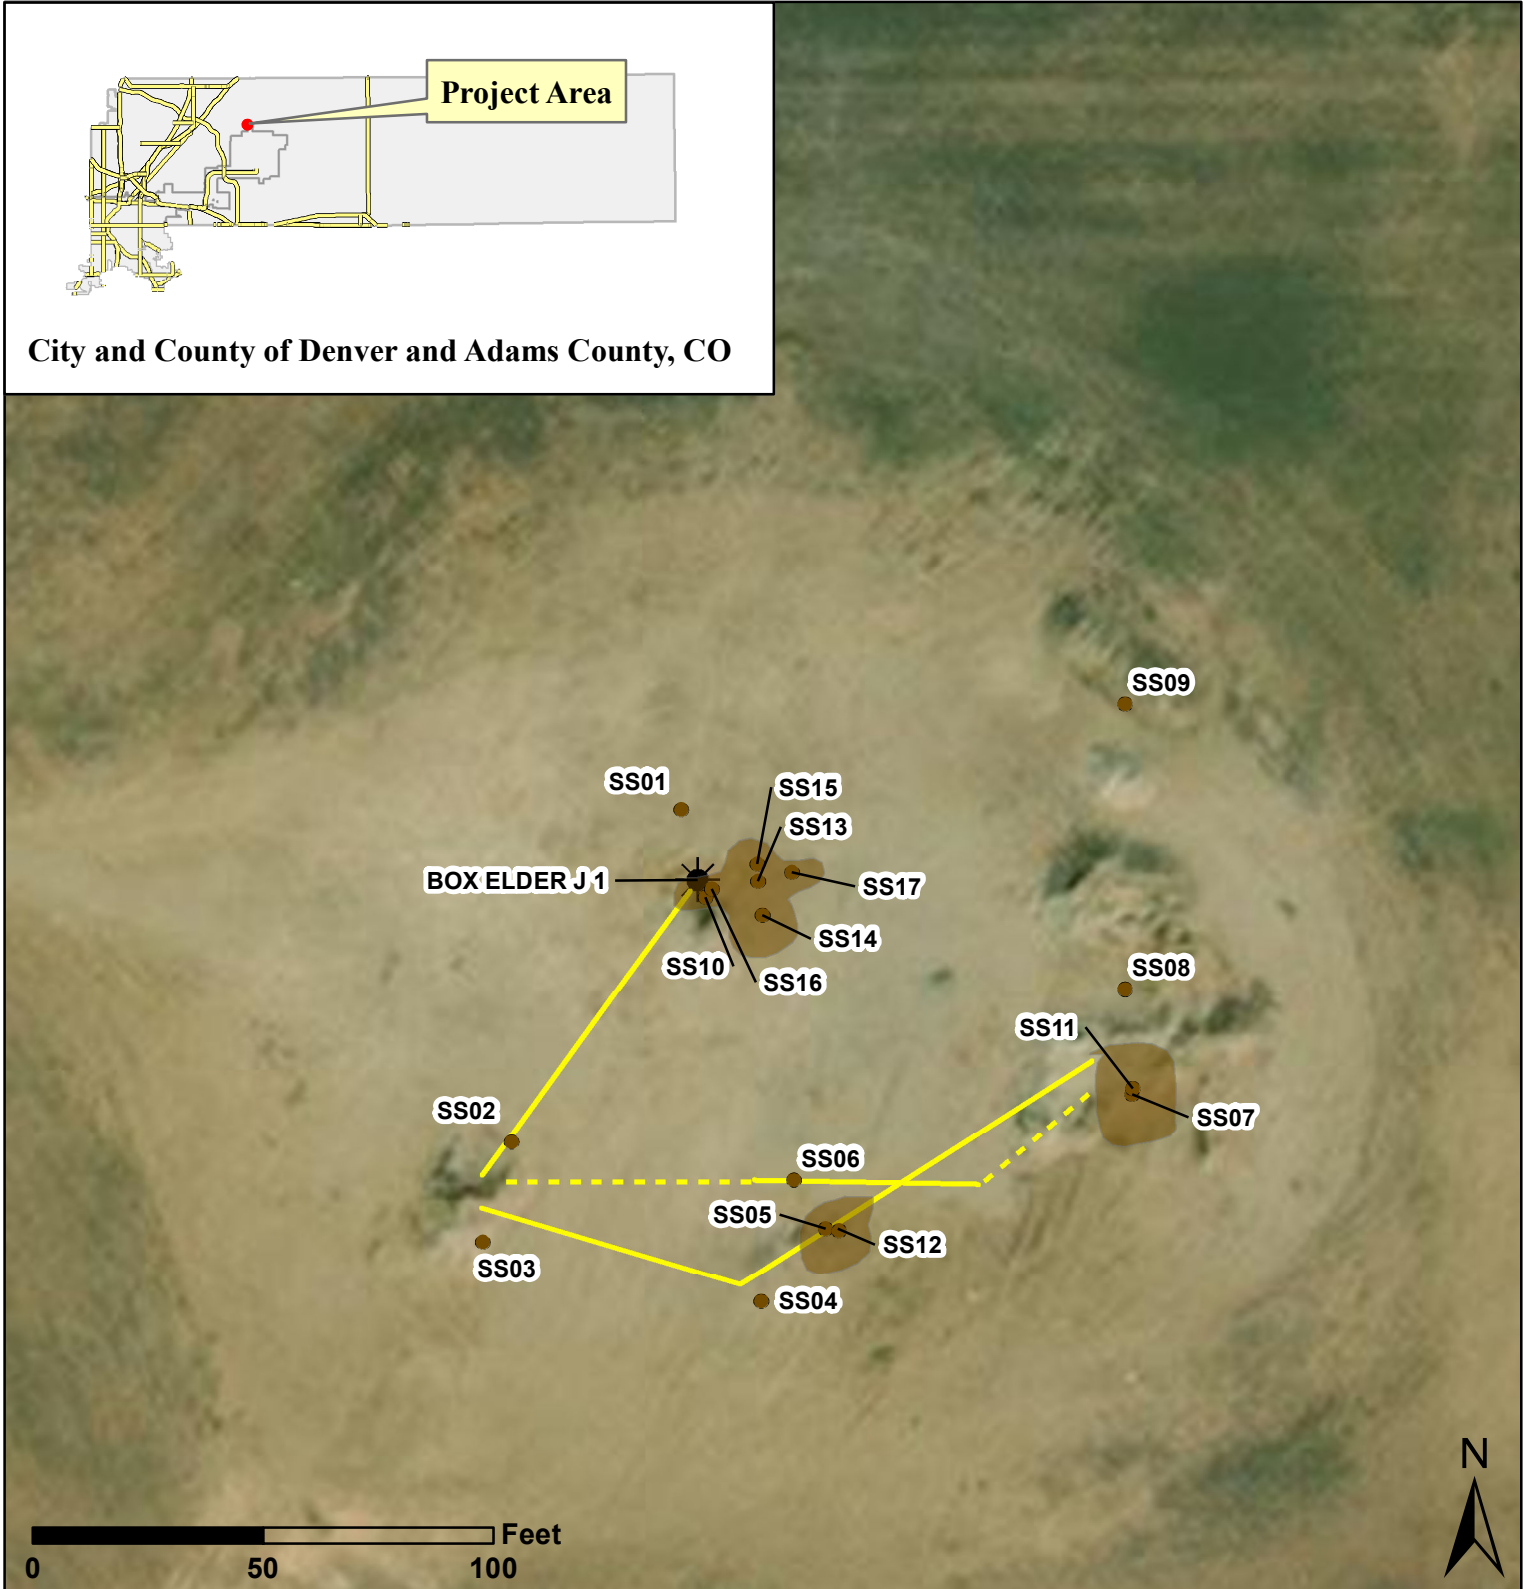 Project Area
City and County of Denver and Adams County, CO
SS09
SS01
SS15
SS13
BOX ELDER J 1
SS17
SS14
SS10
SS16
SS08
SS11
SS02
SS07
SS06
SS05
SS12
SS03
SS04
N
Feet
0 50 100